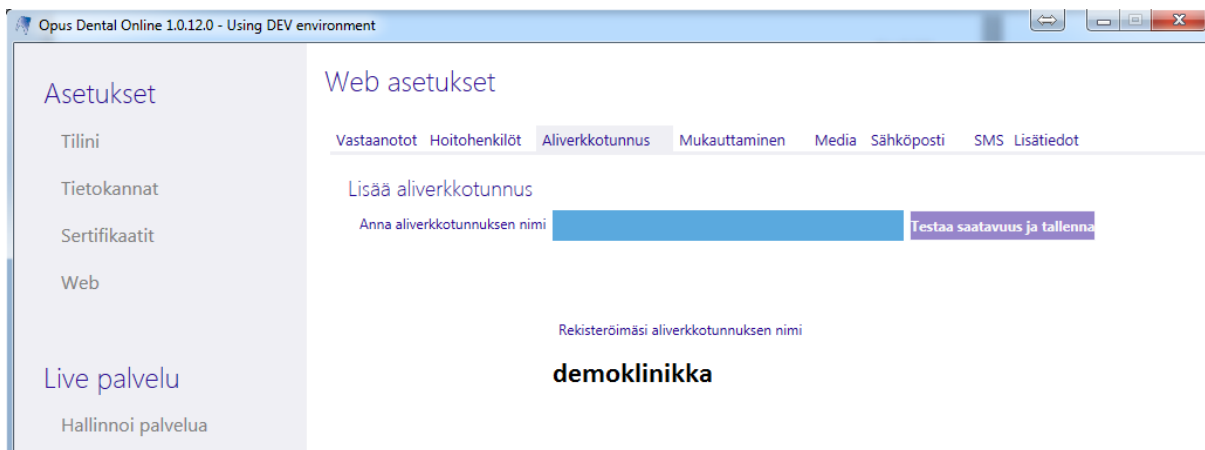 Opus Dental Online 1.0.12.0 - Using DEV environment
Asetukset
Tilini
Tietokannat
Sertifikaatit
Web
Live palvelu
Hallinnoi palvelua
Web asetukset
Vastaanotot Hoitohenkilöt Aliverkkotunnus Mukauttaminen Media Sähköposti SMS Lisätiedot
Lisää aliverkkotunnus
Anna aliverkkotunnuksen nimi Testaa saatavuus ja tallenna
Rekisteröimäsi aliverkkotunnuksen nimi
demoklinikka